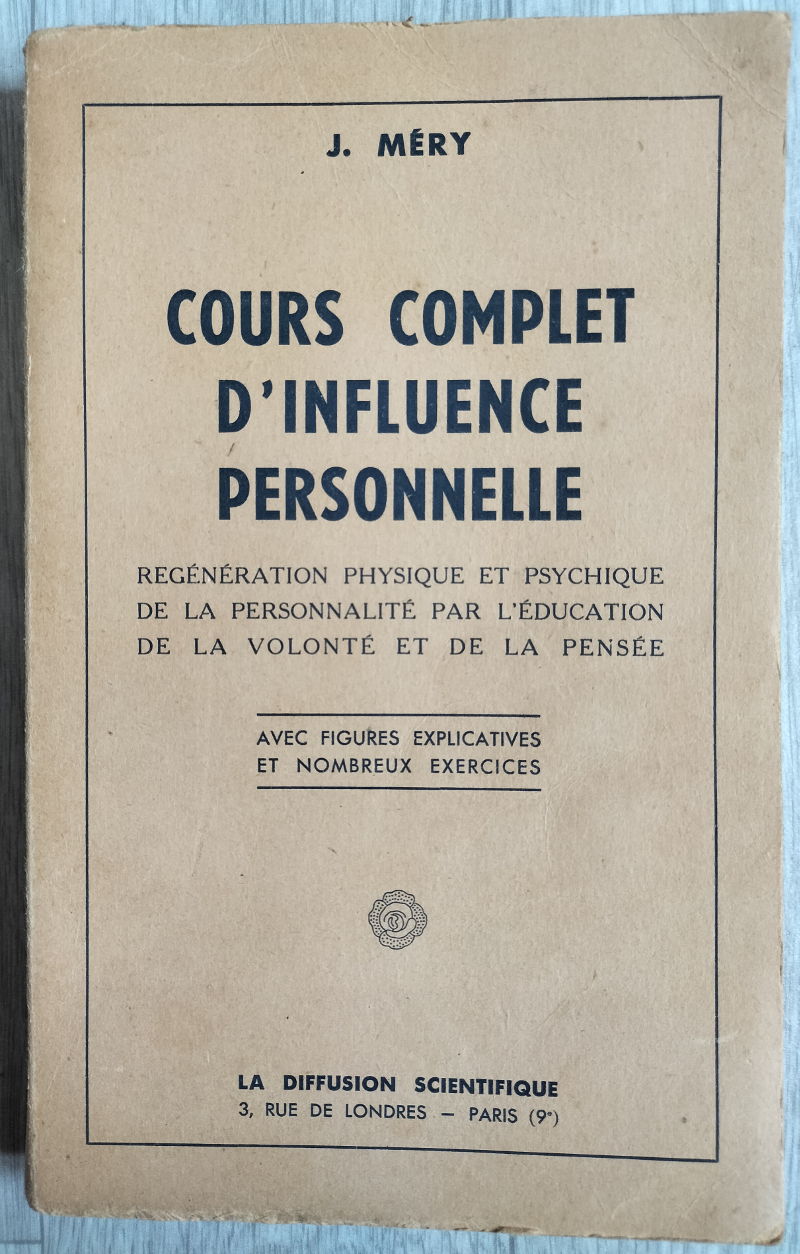 J. MÉRY
COURS COMPLET
D'INFLUENCE
PERSONNELLE
REGÉNÉRATION PHYSIQUE ET PSYCHIQUE
DE LA PERSONNALITÉ PAR L'ÉDUCATION
DE LA VOLONTÉ ET DE LA PENSÉE
AVEC FIGURES EXPLICATIVES
ET NOMBREUX EXERCICES
LA DIFFUSION SCIENTIFIQUE
3, RUE DE LONDRES — PARIS (9e)